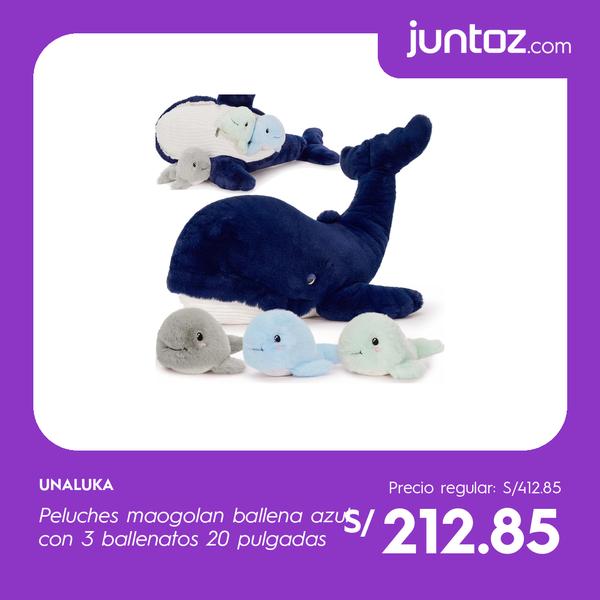 juntoz.com
UNALUKA
Peluches maogolan ballena azul
con 3 ballenatos 20 pulgadas
Precio regular: S/412.85
S/ 212.85